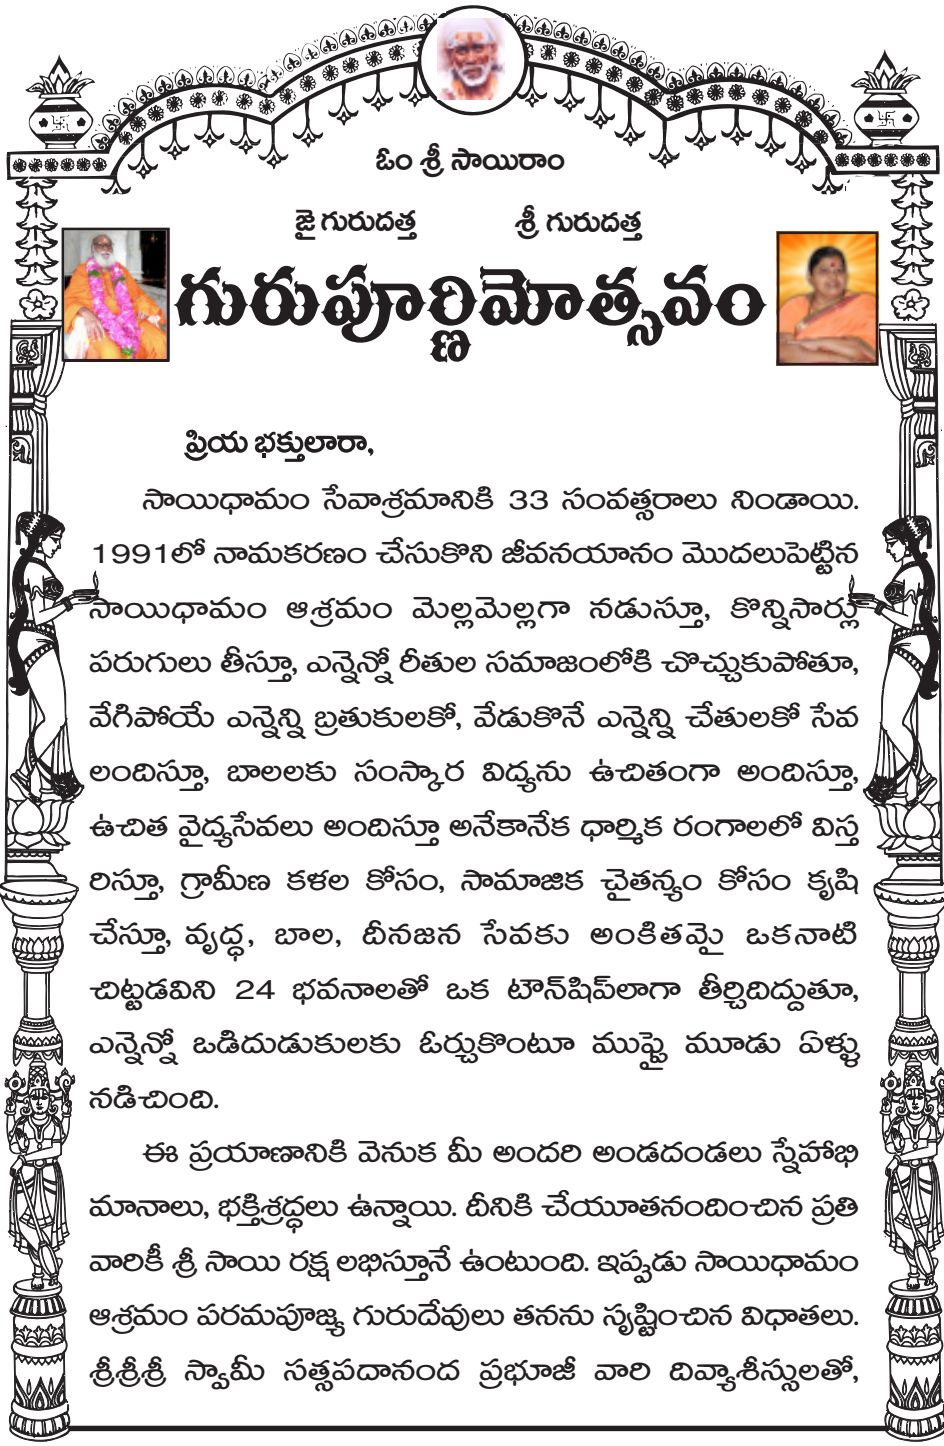 ఓం శ్రీ సాయిరాం
జై గురుదత్త శ్రీ గురుదత్త
గురుపూర్ణిమోత్సవం
ప్రియ భక్తులారా,
సాయిధామం సేవాశ్రమానికి 33 సంవత్సరాలు నిండాయి.
1991లో నామకరణం చేసుకొని జీవనయానం మొదలుపెట్టిన
సాయిధామం ఆశ్రమం మెల్లమెల్లగా నడుస్తూ, కొన్నిసార్లు
పరుగులు తీస్తూ, ఎన్నెన్నో రీతుల సమాజంలోకి చొచ్చుకుపోతూ,
వేగిపోయే ఎన్నెన్ని బ్రతుకులకో, వేడుకొనే ఎన్నెన్ని చేతులకో సేవ
లందిస్తూ, బాలలకు సంస్కార విద్యను ఉచితంగా అందిస్తూ,
ఉచిత వైద్యసేవలు అందిస్తూ అనేకానేక ధార్మిక రంగాలలో విస్త
రిస్తూ, గ్రామీణ కళల కోసం, సామాజిక చైతన్యం కోసం కృషి
చేస్తూ, వృద్ధ, బాల, దీనజన సేవకు అంకితమై ఒకనాటి
చిట్టడవిని 24 భవనాలతో ఒక టౌన్‌షిప్‌లాగా తీర్చిదిద్దుతూ,
ఎన్నెన్నో ఒడిదుడుకులకు ఓర్చుకొంటూ ముప్ఫై మూడు ఏళ్ళు
నడిచింది.
ఈ ప్రయాణానికి వెనుక మీ అందరి అండదండలు స్నేహాభి
మానాలు, భక్తిశ్రద్ధలు ఉన్నాయి. దీనికి చేయూతనందించిన ప్రతి
వారికీ శ్రీ సాయి రక్ష లభిస్తూనే ఉంటుంది. ఇప్పడు సాయిధామం
ఆశ్రమం పరమపూజ్య గురుదేవులు తనను సృష్టించిన విధాతలు.
శ్రీశ్రీశ్రీ స్వామీ సత్సపదానంద ప్రభూజీ వారి దివ్యాశీస్సులతో,